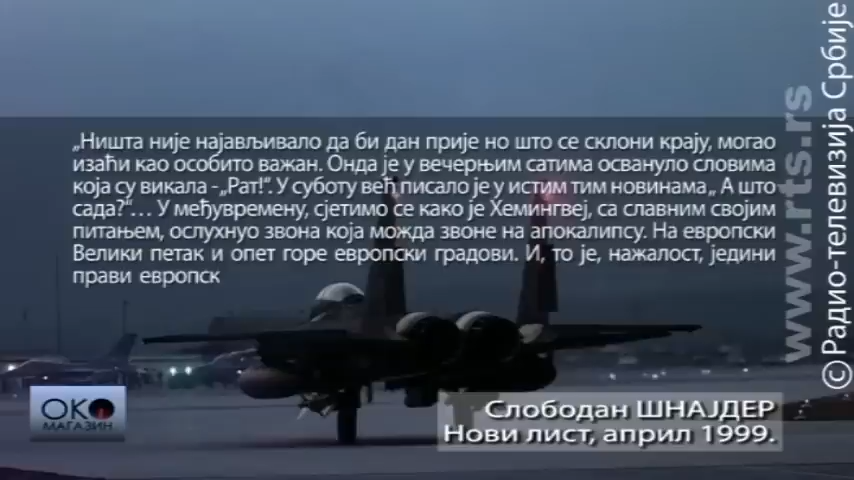 „Ништа није најављивало да би дан прије но што се склони крају, могао
изаћи као особито важан. Онда је у вечерњим сатима освануло словима
која су викала - „Рат!“. У суботу већ писало је у истим тим новинама „ А што
сада?“… У међувремену, сјетимо се како је Хемингвеј, са славним својим
питањем, ослухнуо звона која можда звоне на апокалипсу. На европски
Велики петак и опет горе европски градови. И, то је, нажалост, једини
прави европск
ОКО
МАГАЗИН
Слободан ШНАЈДЕР
Нови лист, април 1999.
www.rts.rs
© Радио-телевизија Србије